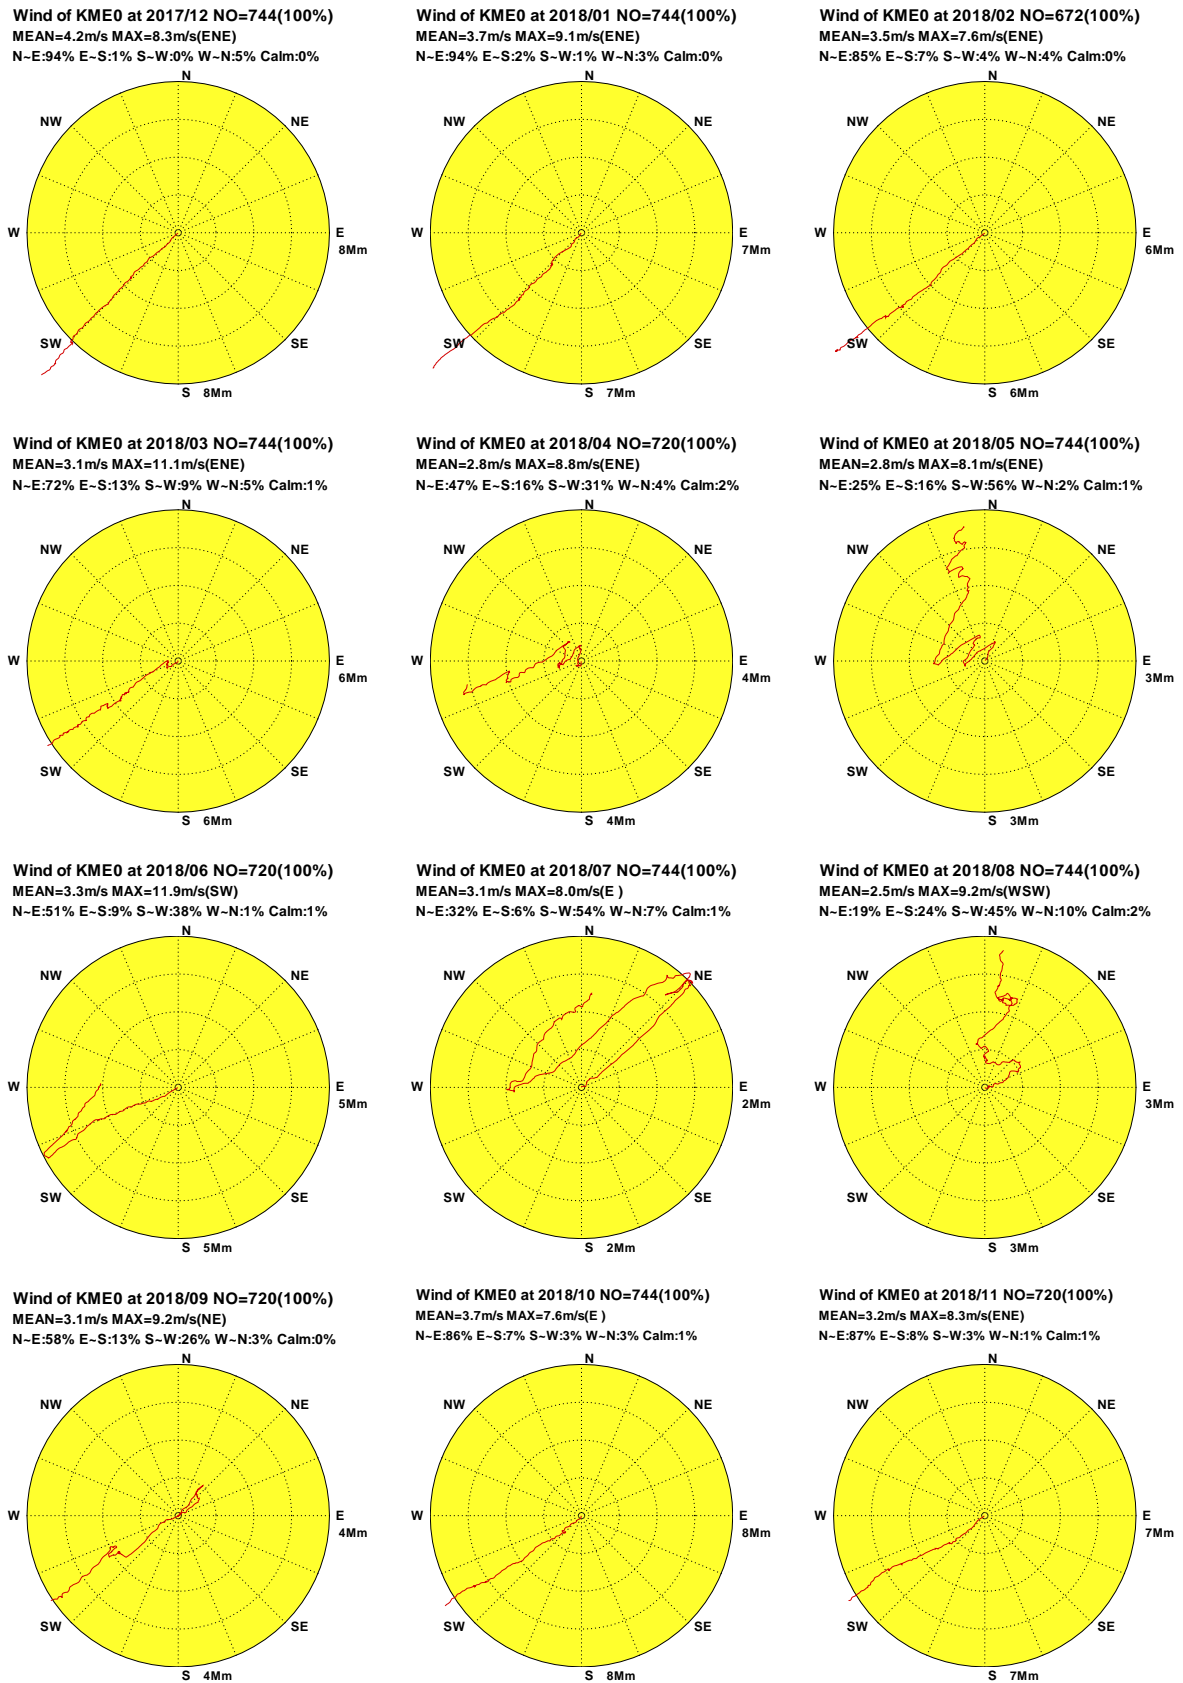 Wind of KME0 at 2017/12 NO=744(100%)
MEAN=4.2m/s MAX=8.3m/s(ENE)
N~E:94% E~S:1% S~W:0% W~N:5% Calm:0%
N
NW
NE
W
E
8Mm
SW
SE
S 8Mm
Wind of KME0 at 2018/01 NO=744(100%)
MEAN=3.7m/s MAX=9.1m/s(ENE)
N~E:94% E~S:2% S~W:1% W~N:3% Calm:0%
N
NW
NE
W
E
7Mm
SW
SE
S 7Mm
Wind of KME0 at 2018/02 NO=672(100%)
MEAN=3.5m/s MAX=7.6m/s(ENE)
N~E:85% E~S:7% S~W:4% W~N:4% Calm:0%
N
NW
NE
W
E
6Mm
SW
SE
S 6Mm
Wind of KME0 at 2018/03 NO=744(100%)
MEAN=3.1m/s MAX=11.1m/s(ENE)
N~E:72% E~S:13% S~W:9% W~N:5% Calm:1%
N
NW
NE
W
E
6Mm
SW
SE
S 6Mm
Wind of KME0 at 2018/04 NO=720(100%)
MEAN=2.8m/s MAX=8.8m/s(ENE)
N~E:47% E~S:16% S~W:31% W~N:4% Calm:2%
N
NW
NE
W
E
4Mm
SW
SE
S 4Mm
Wind of KME0 at 2018/05 NO=744(100%)
MEAN=2.8m/s MAX=8.1m/s(ENE)
N~E:25% E~S:16% S~W:56% W~N:2% Calm:1%
N
NW
NE
W
E
3Mm
SW
SE
S 3Mm
Wind of KME0 at 2018/06 NO=720(100%)
MEAN=3.3m/s MAX=11.9m/s(SW)
N~E:51% E~S:9% S~W:38% W~N:1% Calm:1%
N
NW
NE
W
E
5Mm
SW
SE
S 5Mm
Wind of KME0 at 2018/07 NO=744(100%)
MEAN=3.1m/s MAX=8.0m/s(E )
N~E:32% E~S:6% S~W:54% W~N:7% Calm:1%
N
NW
NE
W
E
2Mm
SW
SE
S 2Mm
Wind of KME0 at 2018/08 NO=744(100%)
MEAN=2.5m/s MAX=9.2m/s(WSW)
N~E:19% E~S:24% S~W:45% W~N:10% Calm:2%
N
NW
NE
W
E
3Mm
SW
SE
S 3Mm
Wind of KME0 at 2018/09 NO=720(100%)
MEAN=3.1m/s MAX=9.2m/s(NE)
N~E:58% E~S:13% S~W:26% W~N:3% Calm:0%
N
NW
NE
W
E
4Mm
SW
SE
S 4Mm
Wind of KME0 at 2018/10 NO=744(100%)
MEAN=3.7m/s MAX=7.6m/s(E )
N~E:86% E~S:7% S~W:3% W~N:3% Calm:1%
N
NW
NE
W
E
8Mm
SW
SE
S 8Mm
Wind of KME0 at 2018/11 NO=720(100%)
MEAN=3.2m/s MAX=8.3m/s(ENE)
N~E:87% E~S:8% S~W:3% W~N:1% Calm:1%
N
NW
NE
W
E
7Mm
SW
SE
S 7Mm